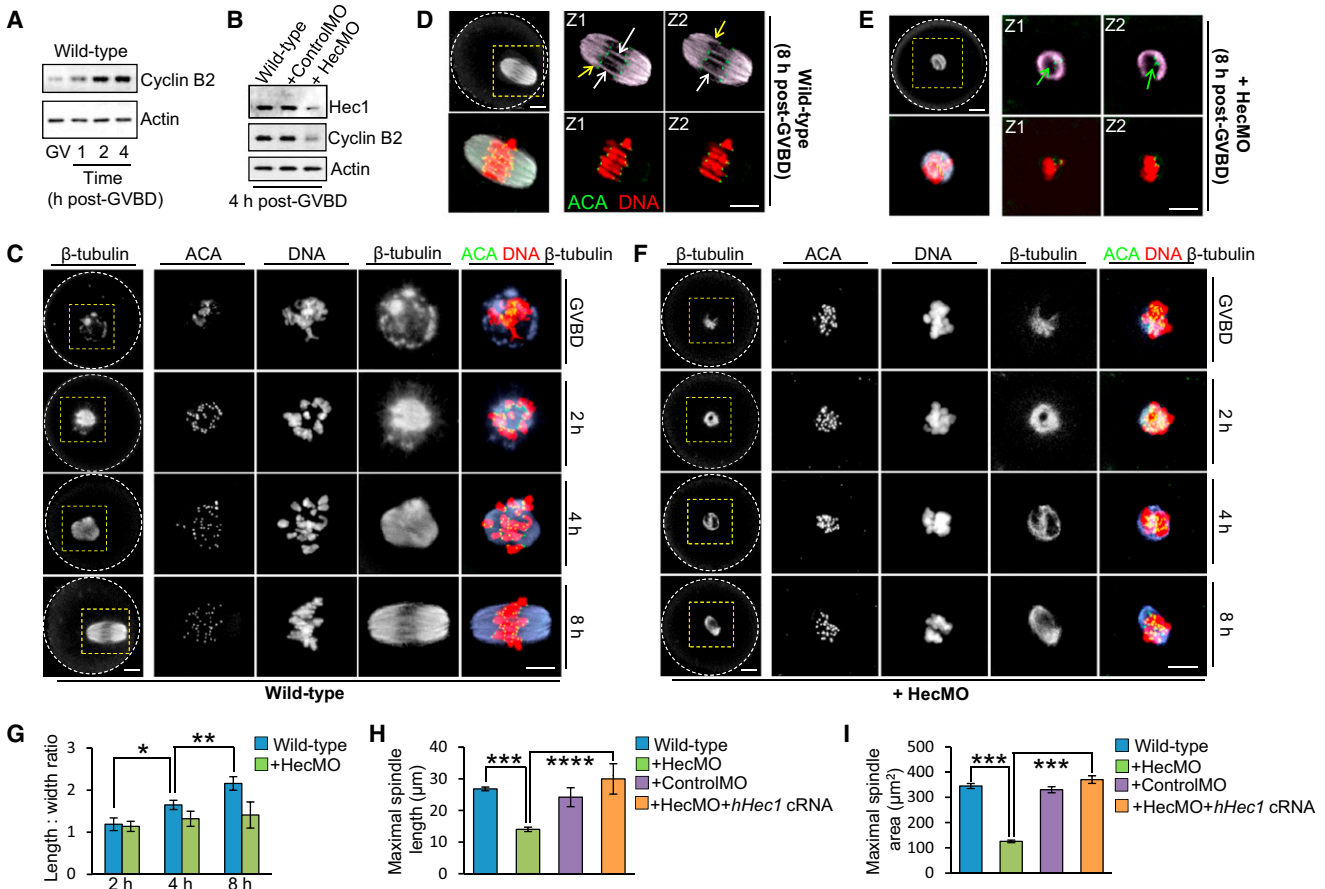 A
Wild-type
Cyclin B2
Actin
GV 1 2 4
Time
(h post-GVBD)
B
Wild-type
+ControlMO
+ HecMO
Hec1
Cyclin B2
Actin
4 h post-GVBD
D
Z1
Z2
Z1
Z2
ACA DNA
Wild-type
(8 h post-GVBD)
E
Z1
Z2
Z1
Z2
+ HecMO
(8 h post-GVBD)
C
β-tubulin ACA DNA β-tubulin ACA DNA β-tubulin
GVBD
2 h
4 h
8 h
Wild-type
F
β-tubulin ACA DNA β-tubulin ACA DNA β-tubulin
GVBD
2 h
4 h
8 h
+ HecMO
G
Length : width ratio
3
2
1
0
* **
2 h 4 h 8 h
Wild-type
+HecMO
H
Maximal spindle
length (µm)
40
30
20
10
0
*** ****
Wild-type
+HecMO
+ControlMO
+HecMO+hHec1 cRNA
I
Maximal spindle
area (µm²)
500
400
300
200
100
0
*** ***
Wild-type
+HecMO
+ControlMO
+HecMO+hHec1 cRNA